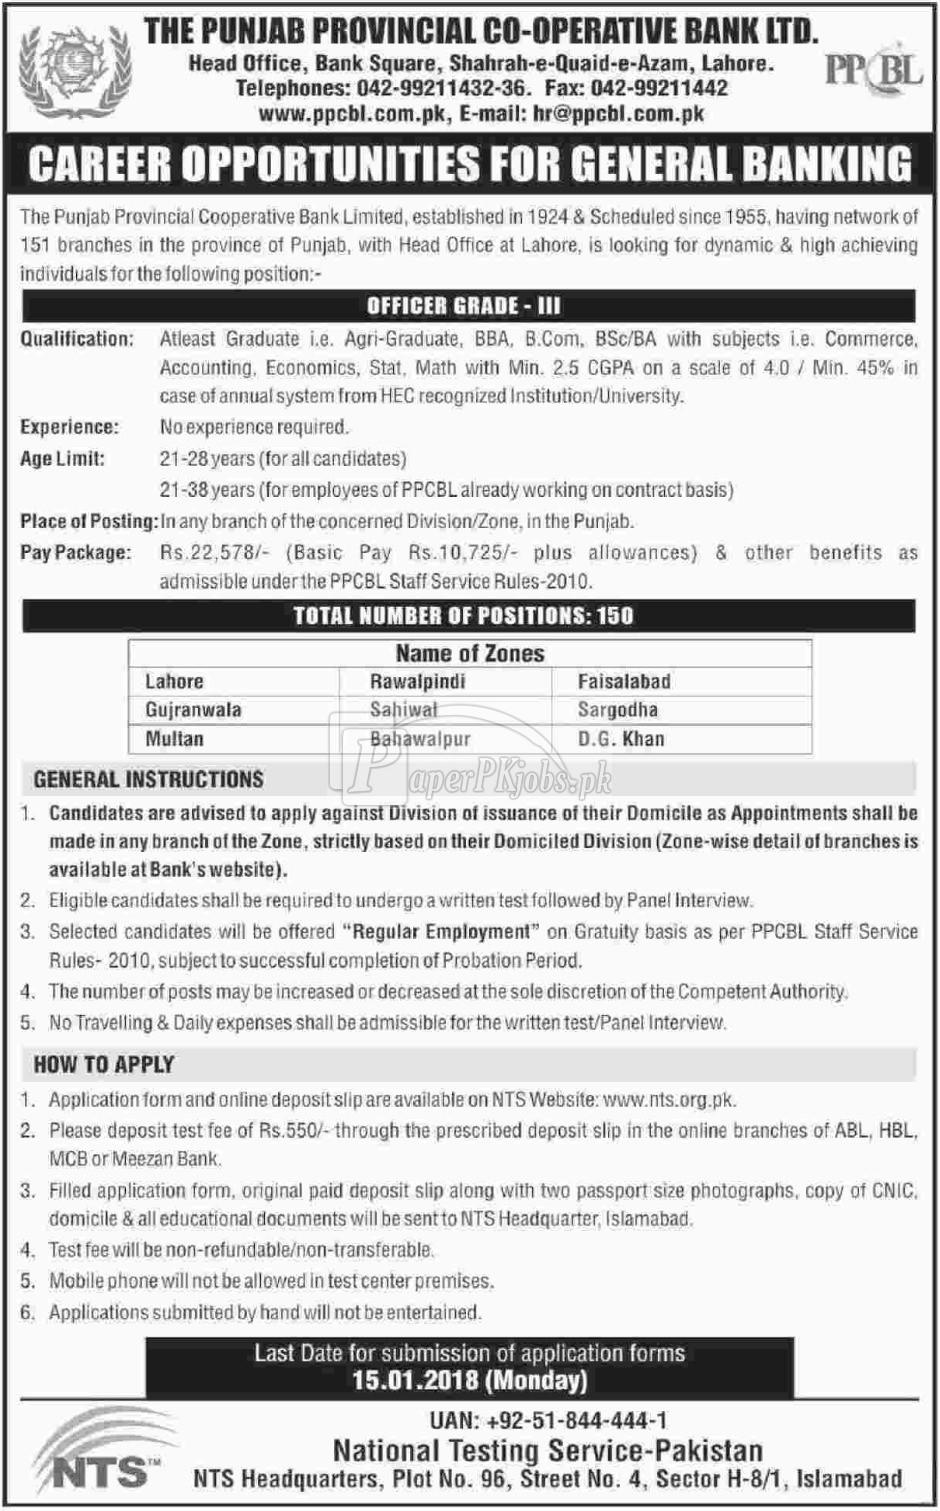 THE PUNJAB PROVINCIAL CO-OPERATIVE BANK LTD.
Head Office, Bank Square, Shahrah-e-Quaid-e-Azam, Lahore.
Telephones: 042-99211432-36. Fax: 042-99211442
www.ppcbl.com.pk, E-mail: hr@ppcbl.com.pk
PPCBL
CAREER OPPORTUNITIES FOR GENERAL BANKING
The Punjab Provincial Cooperative Bank Limited, established in 1924 & Scheduled since 1955, having network of
151 branches in the province of Punjab, with Head Office at Lahore, is looking for dynamic & high achieving
individuals for the following position:-
OFFICER GRADE - III
Qualification: Atleast Graduate i.e. Agri-Graduate, BBA, B.Com, BSc/BA with subjects i.e. Commerce,
Accounting, Economics, Stat, Math with Min. 2.5 CGPA on a scale of 4.0 / Min. 45% in
case of annual system from HEC recognized Institution/University.
Experience: No experience required.
Age Limit: 21-28 years (for all candidates)
21-38 years (for employees of PPCBL already working on contract basis)
Place of Posting: In any branch of the concerned Division/Zone, in the Punjab.
Pay Package: Rs.22,578/- (Basic Pay Rs.10,725/- plus allowances) & other benefits as
admissible under the PPCBL Staff Service Rules-2010.
TOTAL NUMBER OF POSITIONS: 150
Name of Zones
Lahore Rawalpindi Faisalabad
Gujranwala Sahiwal Sargodha
Multan Bahawalpur D.G. Khan
PaperPKjobs.pk
GENERAL INSTRUCTIONS
1. Candidates are advised to apply against Division of issuance of their Domicile as Appointments shall be
made in any branch of the Zone, strictly based on their Domiciled Division (Zone-wise detail of branches is
available at Bank's website).
2. Eligible candidates shall be required to undergo a written test followed by Panel Interview.
3. Selected candidates will be offered "Regular Employment" on Gratuity basis as per PPCBL Staff Service
Rules- 2010, subject to successful completion of Probation Period.
4. The number of posts may be increased or decreased at the sole discretion of the Competent Authority.
5. No Travelling & Daily expenses shall be admissible for the written test/Panel Interview.
HOW TO APPLY
1. Application form and online deposit slip are available on NTS Website: www.nts.org.pk.
2. Please deposit test fee of Rs.550/- through the prescribed deposit slip in the online branches of ABL, HBL,
MCB or Meezan Bank.
3. Filled application form, original paid deposit slip along with two passport size photographs, copy of CNIC,
domicile & all educational documents will be sent to NTS Headquarter, Islamabad.
4. Test fee will be non-refundable/non-transferable.
5. Mobile phone will not be allowed in test center premises.
6. Applications submitted by hand will not be entertained.
Last Date for submission of application forms
15.01.2018 (Monday)
NTS™
UAN: +92-51-844-444-1
National Testing Service-Pakistan
NTS Headquarters, Plot No. 96, Street No. 4, Sector H-8/1, Islamabad